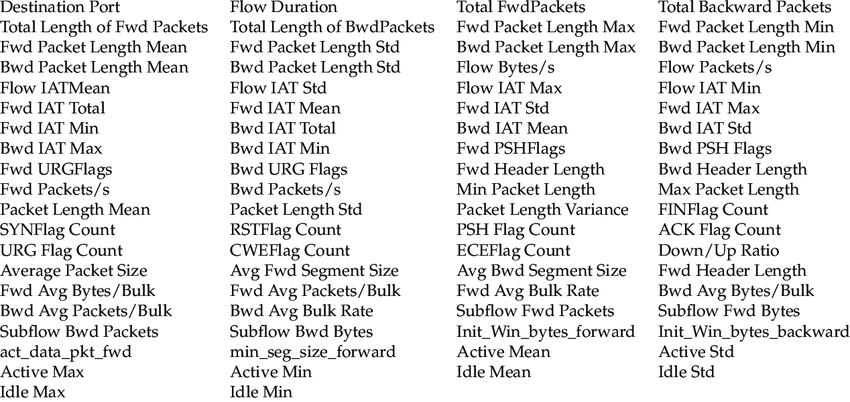 Destination Port Flow Duration Total FwdPackets Total Backward Packets
Total Length of Fwd Packets Total Length of BwdPackets Fwd Packet Length Max Fwd Packet Length Min
Fwd Packet Length Mean Fwd Packet Length Std Bwd Packet Length Max Bwd Packet Length Min
Bwd Packet Length Mean Bwd Packet Length Std Flow Bytes/s Flow Packets/s
Flow IATMean Flow IAT Std Flow IAT Max Flow IAT Min
Fwd IAT Total Fwd IAT Mean Fwd IAT Std Fwd IAT Max
Fwd IAT Min Bwd IAT Total Bwd IAT Mean Bwd IAT Std
Bwd IAT Max Bwd IAT Min Fwd PSHFlags Bwd PSH Flags
Fwd URGFlags Bwd URG Flags Fwd Header Length Bwd Header Length
Fwd Packets/s Bwd Packets/s Min Packet Length Max Packet Length
Packet Length Mean Packet Length Std Packet Length Variance FINFlag Count
SYNFlag Count RSTFlag Count PSH Flag Count ACK Flag Count
URG Flag Count CWEFlag Count ECEFlag Count Down/Up Ratio
Average Packet Size Avg Fwd Segment Size Avg Bwd Segment Size Fwd Header Length
Fwd Avg Bytes/Bulk Fwd Avg Packets/Bulk Fwd Avg Bulk Rate Bwd Avg Bytes/Bulk
Bwd Avg Packets/Bulk Bwd Avg Bulk Rate Subflow Fwd Packets Subflow Fwd Bytes
Subflow Bwd Packets Subflow Bwd Bytes Init_Win_bytes_forward Init_Win_bytes_backward
act_data_pkt_fwd min_seg_size_forward Active Mean Active Std
Active Max Active Min Idle Mean Idle Std
Idle Max Idle Min